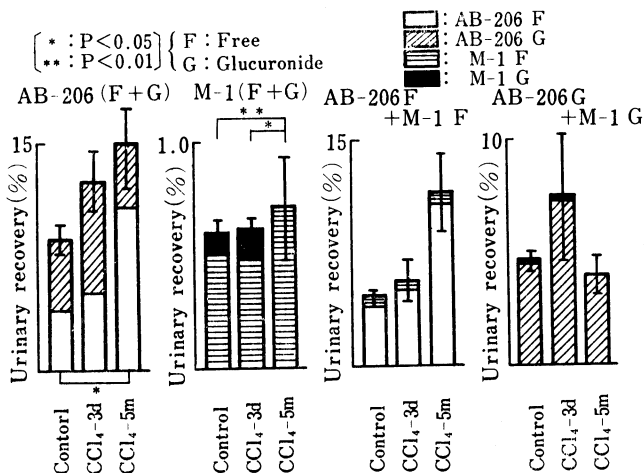 * : P<0.05
** : P<0.01
F : Free
G : Glucuronide
: AB-206 F
: AB-206 G
: M-1 F
: M-1 G
AB-206 (F+G)
M-1(F+G)
AB-206F
+M-1 F
AB-206G
+M-1 G
Urinary recovery(%)
15
*
Contorl
CCl₄-3d
CCl₄-5m
Urinary recovery(%)
1.0
**
*
Control
CCl₄-3d
CCl₄-5m
Urinary recovery(%)
15
Control
CCl₄-3d
CCl₄-5m
Urinary recovery(%)
10
Control
CCl₄-3d
CCl₄-5m